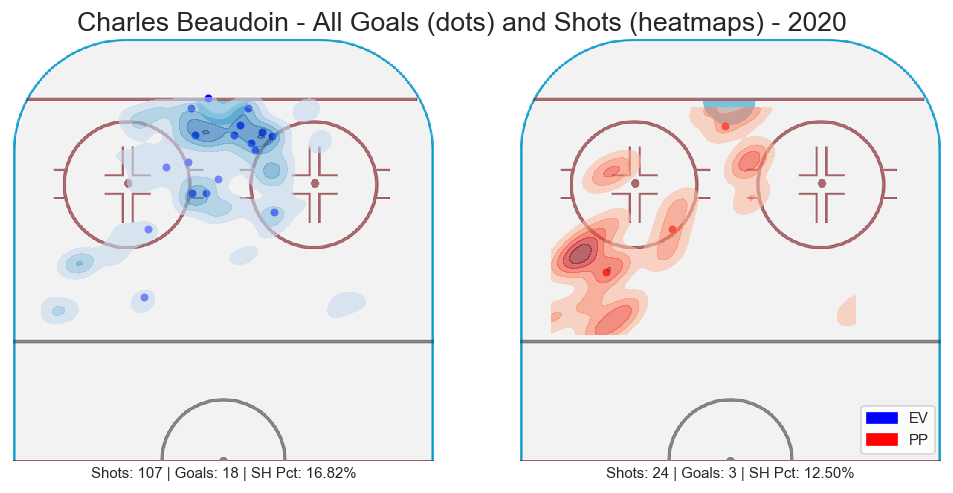 Charles Beaudoin - All Goals (dots) and Shots (heatmaps) - 2020
EV
PP
Shots: 107 | Goals: 18 | SH Pct: 16.82%
Shots: 24 | Goals: 3 | SH Pct: 12.50%